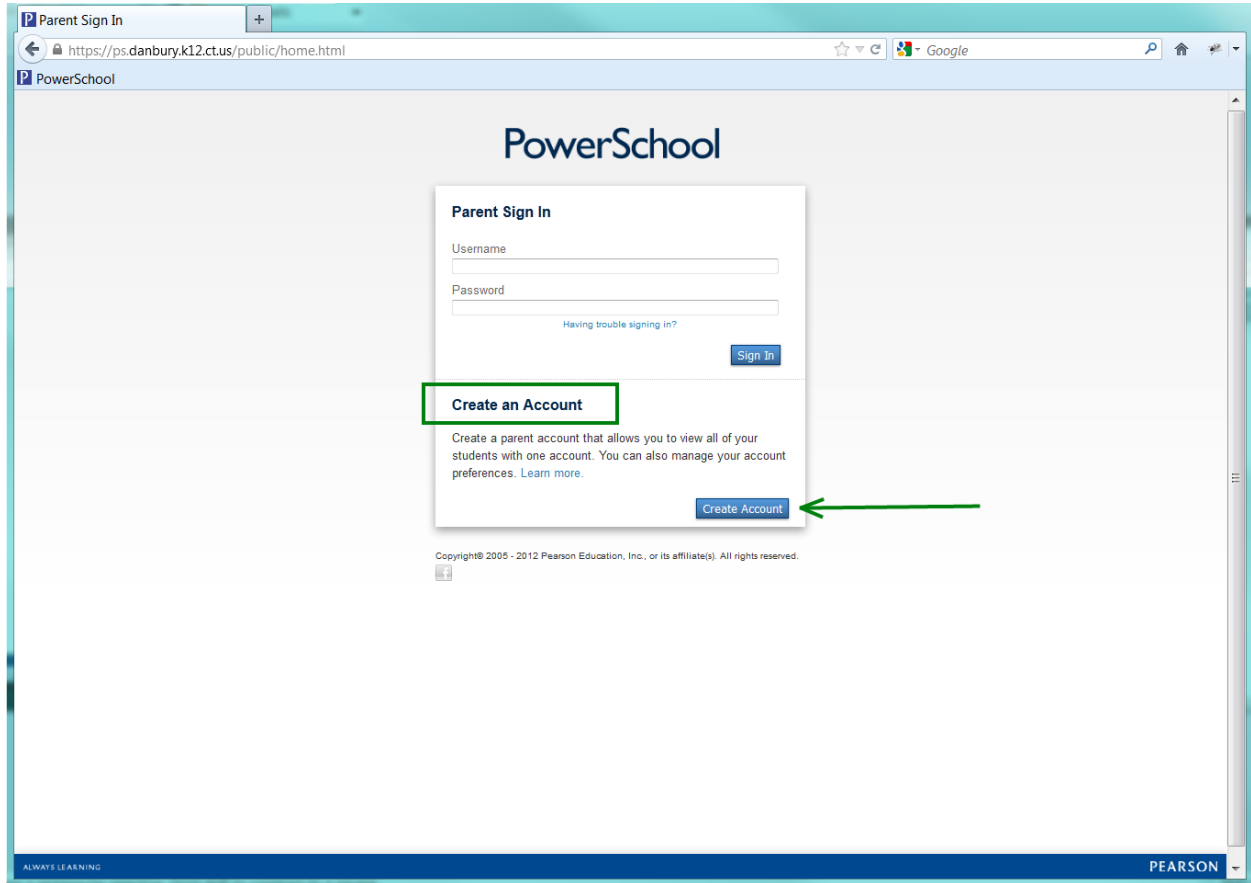 Parent Sign In
https://ps.danbury.k12.ct.us/public/home.html
Google
PowerSchool
PowerSchool
Parent Sign In
Username
Password
Having trouble signing in?
Sign In
Create an Account
Create a parent account that allows you to view all of your
students with one account. You can also manage your account
preferences. Learn more.
Create Account
Copyright© 2005 - 2012 Pearson Education, Inc., or its affiliate(s). All rights reserved.
ALWAYS LEARNING
PEARSON